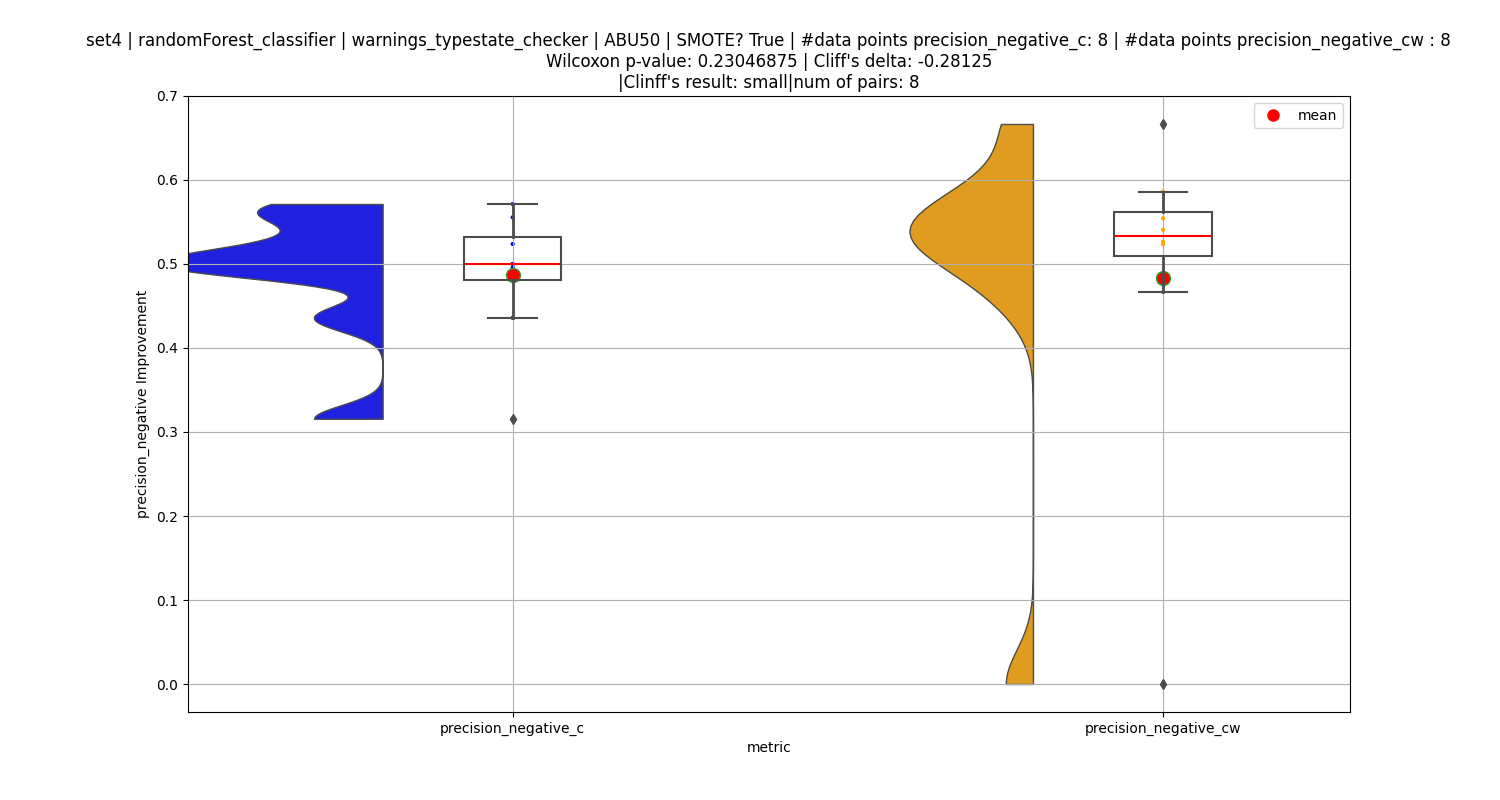 set4 | randomForest_classifier | warnings_typestate_checker | ABU50 | SMOTE? True | #data points precision_negative_c: 8 | #data points precision_negative_cw : 8
Wilcoxon p-value: 0.23046875 | Cliff's delta: -0.28125
|Clinff's result: small|num of pairs: 8
mean
precision_negative Improvement
0.7
0.6
0.5
0.4
0.3
0.2
0.1
0.0
precision_negative_c
precision_negative_cw
metric